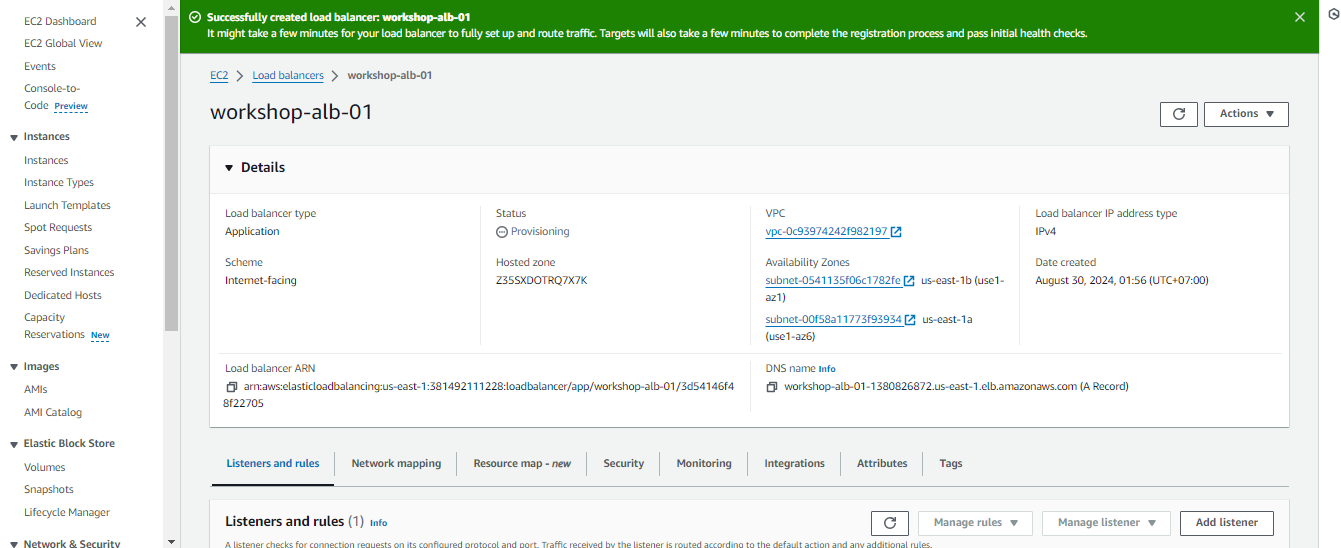 EC2 Dashboard
EC2 Global View
Events
Console-to-
Code Preview
Instances
Instances
Instance Types
Launch Templates
Spot Requests
Savings Plans
Reserved Instances
Dedicated Hosts
Capacity
Reservations New
Images
AMIs
AMI Catalog
Elastic Block Store
Volumes
Snapshots
Lifecycle Manager
Network & Security
Successfully created load balancer: workshop-alb-01
It might take a few minutes for your load balancer to fully set up and route traffic. Targets will also take a few minutes to complete the registration process and pass initial health checks.
EC2 > Load balancers > workshop-alb-01
workshop-alb-01
Actions
Details
Load balancer type
Application
Status
Provisioning
VPC
vpc-0c93974242f982197
Load balancer IP address type
IPv4
Scheme
Internet-facing
Hosted zone
Z35SXDOTRQ7X7K
Availability Zones
subnet-0541135f06c1782fe us-east-1b (use1-
az1)
subnet-00f58a11773f93934 us-east-1a
(use1-az6)
Date created
August 30, 2024, 01:56 (UTC+07:00)
Load balancer ARN
arn:aws:elasticloadbalancing:us-east-1:381492111228:loadbalancer/app/workshop-alb-01/3d54146f4
8f22705
DNS name Info
workshop-alb-01-1380826872.us-east-1.elb.amazonaws.com (A Record)
Listeners and rules
Network mapping
Resource map - new
Security
Monitoring
Integrations
Attributes
Tags
Listeners and rules (1) Info
Manage rules
Manage listener
Add listener
A listener checks for connection requests on its configured protocol and port. Traffic received by the listener is routed according to the default action and any additional rules.